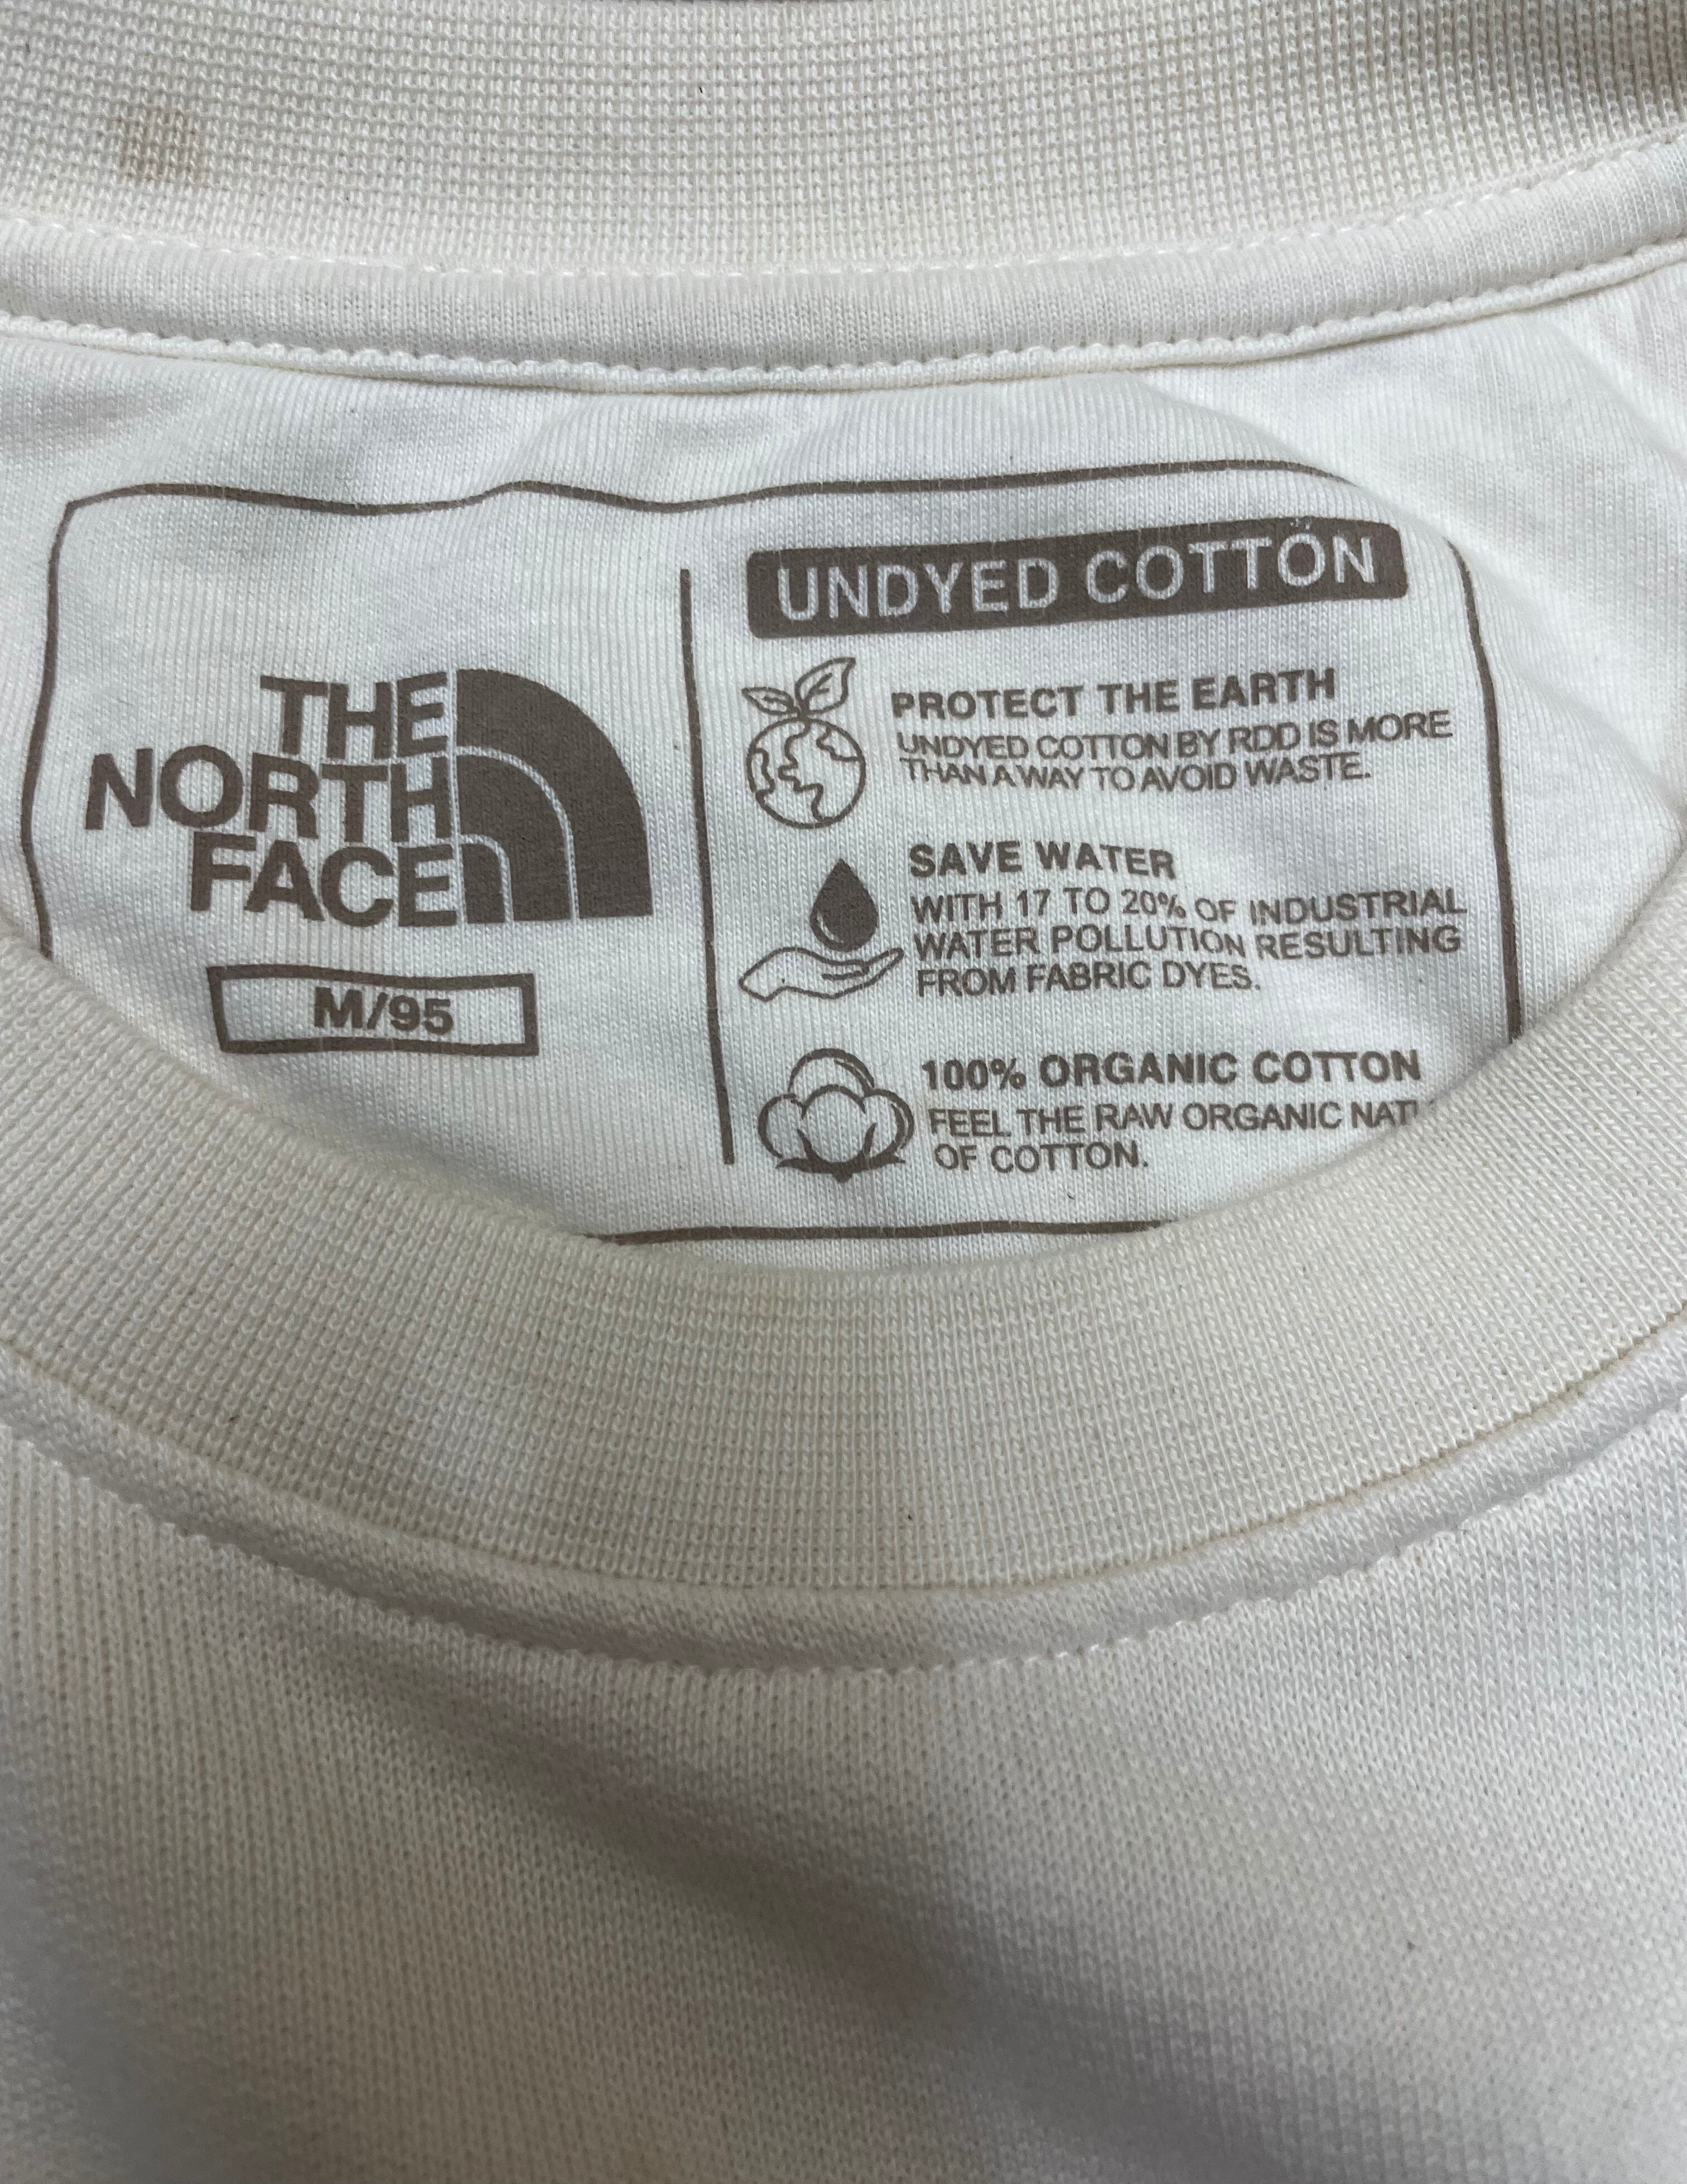 THE
NORTH
FACE
M/95
UNDYED COTTON
PROTECT THE EARTH
UNDYED COTTON BY RDD IS MORE
THAN A WAY TO AVOID WASTE.
SAVE WATER
WITH 17 TO 20% OF INDUSTRIAL
WATER POLLUTION RESULTING
FROM FABRIC DYES.
100% ORGANIC COTTON
FEEL THE RAW ORGANIC
OF COTTON.